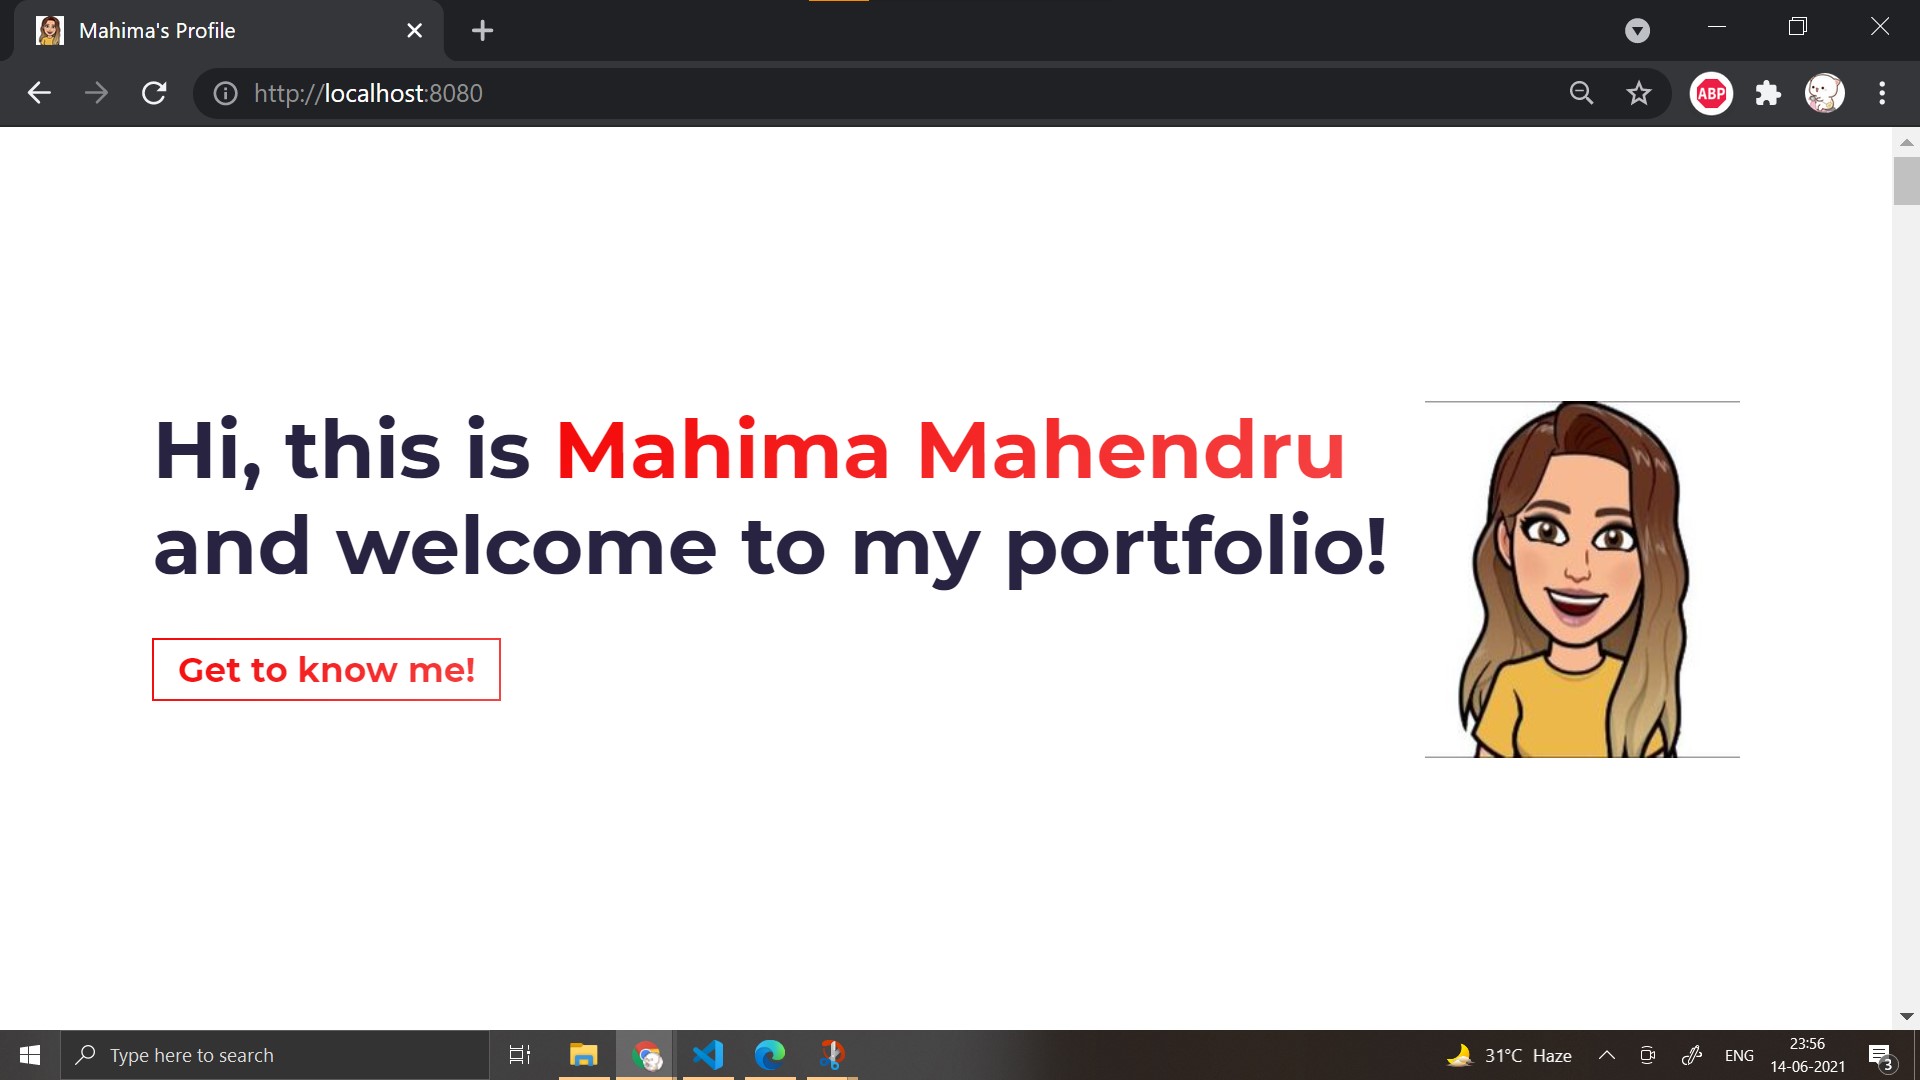 Mahima's Profile
http://localhost:8080
ABP
Hi, this is Mahima Mahendru
and welcome to my portfolio!
Get to know me!
Type here to search
31°C Haze
ENG
23:56
14-06-2021
3